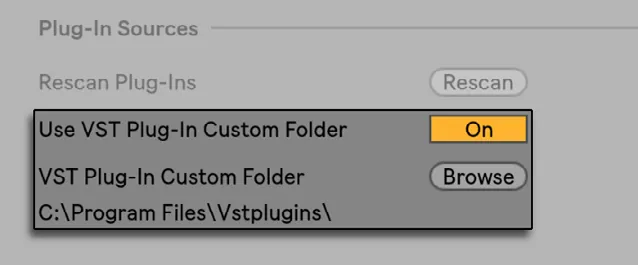 Plug-In Sources
Rescan Plug-Ins Rescan
Use VST Plug-In Custom Folder On
VST Plug-In Custom Folder Browse
C:\Program Files\Vstplugins\